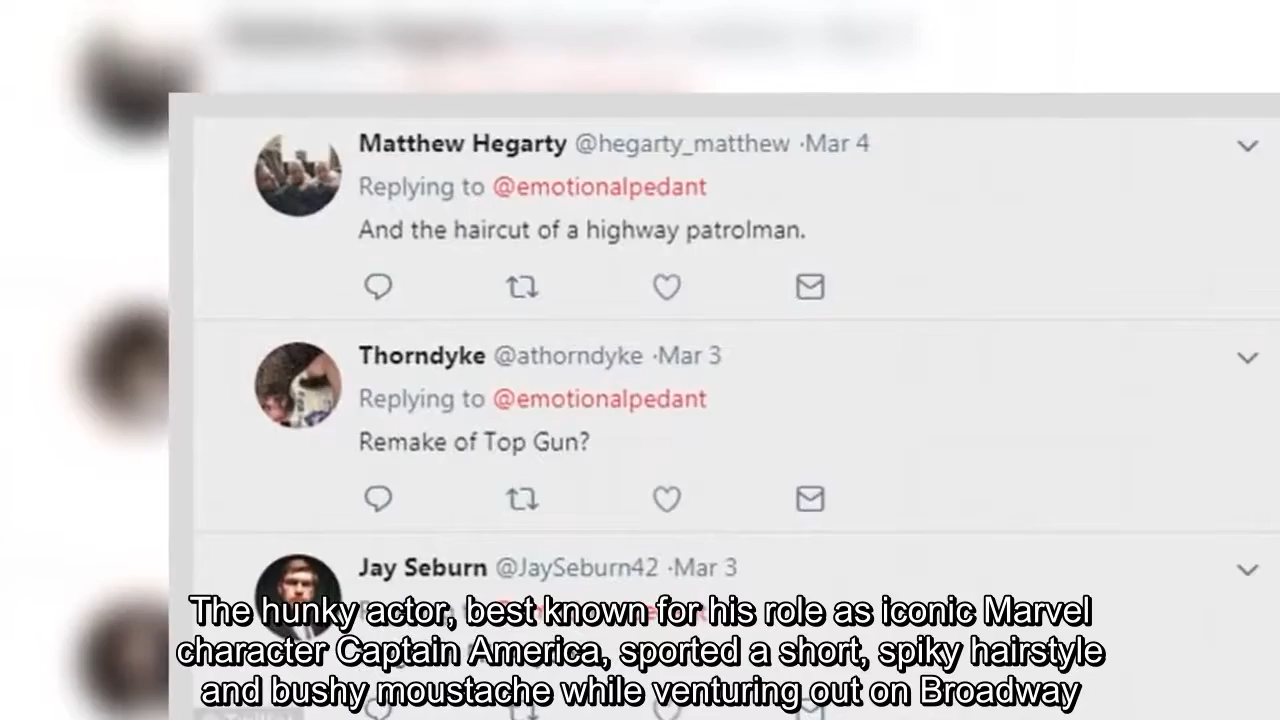 Matthew Hegarty @hegarty_matthew ·Mar 4
Replying to @emotionalpedant
And the haircut of a highway patrolman.
Thorndyke @athorndyke ·Mar 3
Replying to @emotionalpedant
Remake of Top Gun?
Jay Seburn @JaySeburn42 ·Mar 3
The hunky actor, best known for his role as iconic Marvel
character Captain America, sported a short, spiky hairstyle
and bushy moustache while venturing out on Broadway